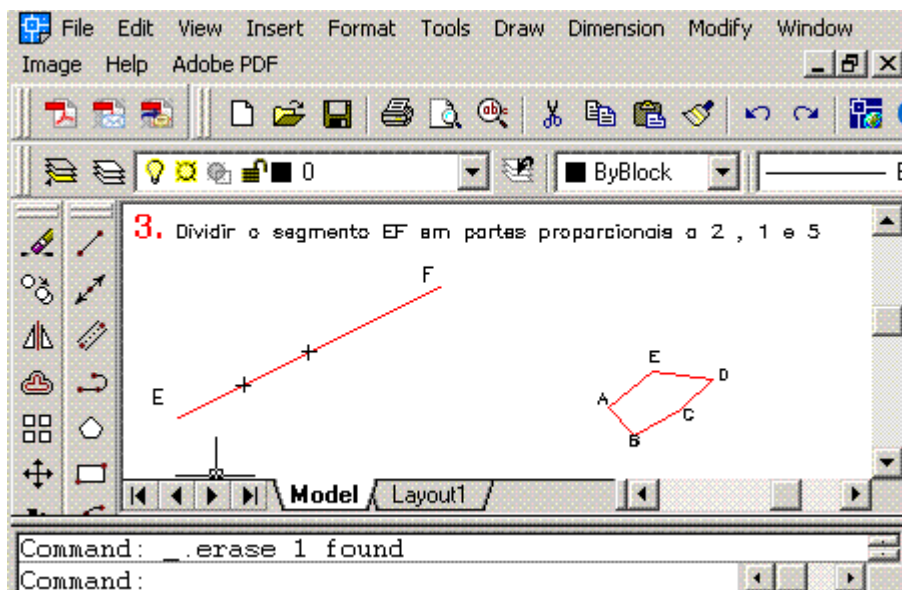 File Edit View Insert Format Tools Draw Dimension Modify Window
Image Help Adobe PDF
0 ByBlock
3. Dividir o segmento EF em partes proporcionais a 2 , 1 e 5
F
E
E
D
A
C
B
Model Layout1
Command: _.erase 1 found
Command: